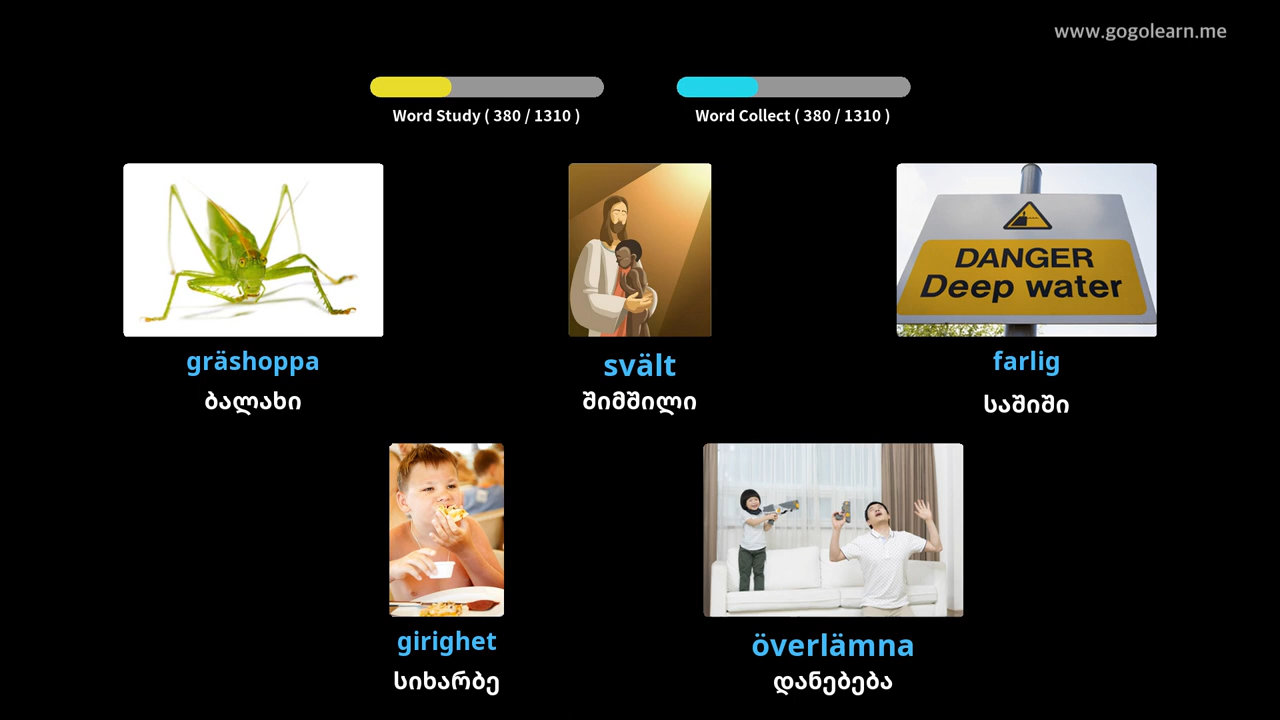 www.gogolearn.me
Word Study ( 380 / 1310 )
Word Collect ( 380 / 1310 )
DANGER
Deep water
gräshoppa
svält
farlig
ბალახი
შიმშილი
საშიში
girighet
överlämna
სიხარბე
დანებება